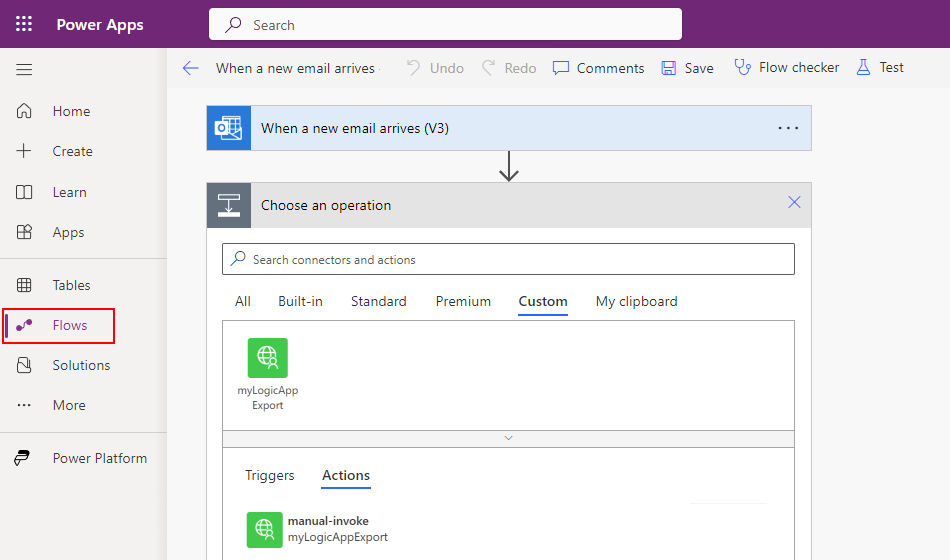 Power Apps
Search
When a new email arrives
Undo
Redo
Comments
Save
Flow checker
Test
Home
Create
Learn
Apps
Tables
Flows
Solutions
More
Power Platform
When a new email arrives (V3)
Choose an operation
Search connectors and actions
All
Built-in
Standard
Premium
Custom
My clipboard
myLogicApp
Export
Triggers
Actions
manual-invoke
myLogicAppExport